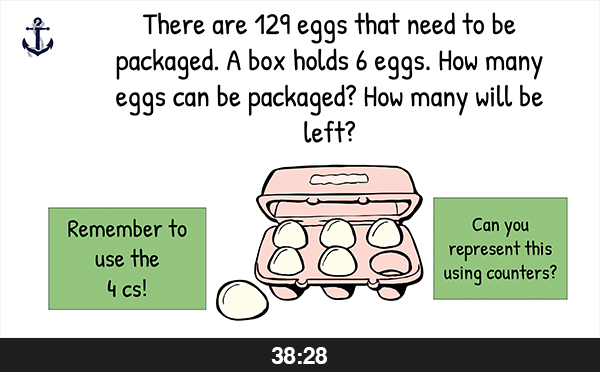 There are 129 eggs that need to be
packaged. A box holds 6 eggs. How many
eggs can be packaged? How many will be
left?
Remember to
use the
4 cs!
Can you
represent this
using counters?
38:28